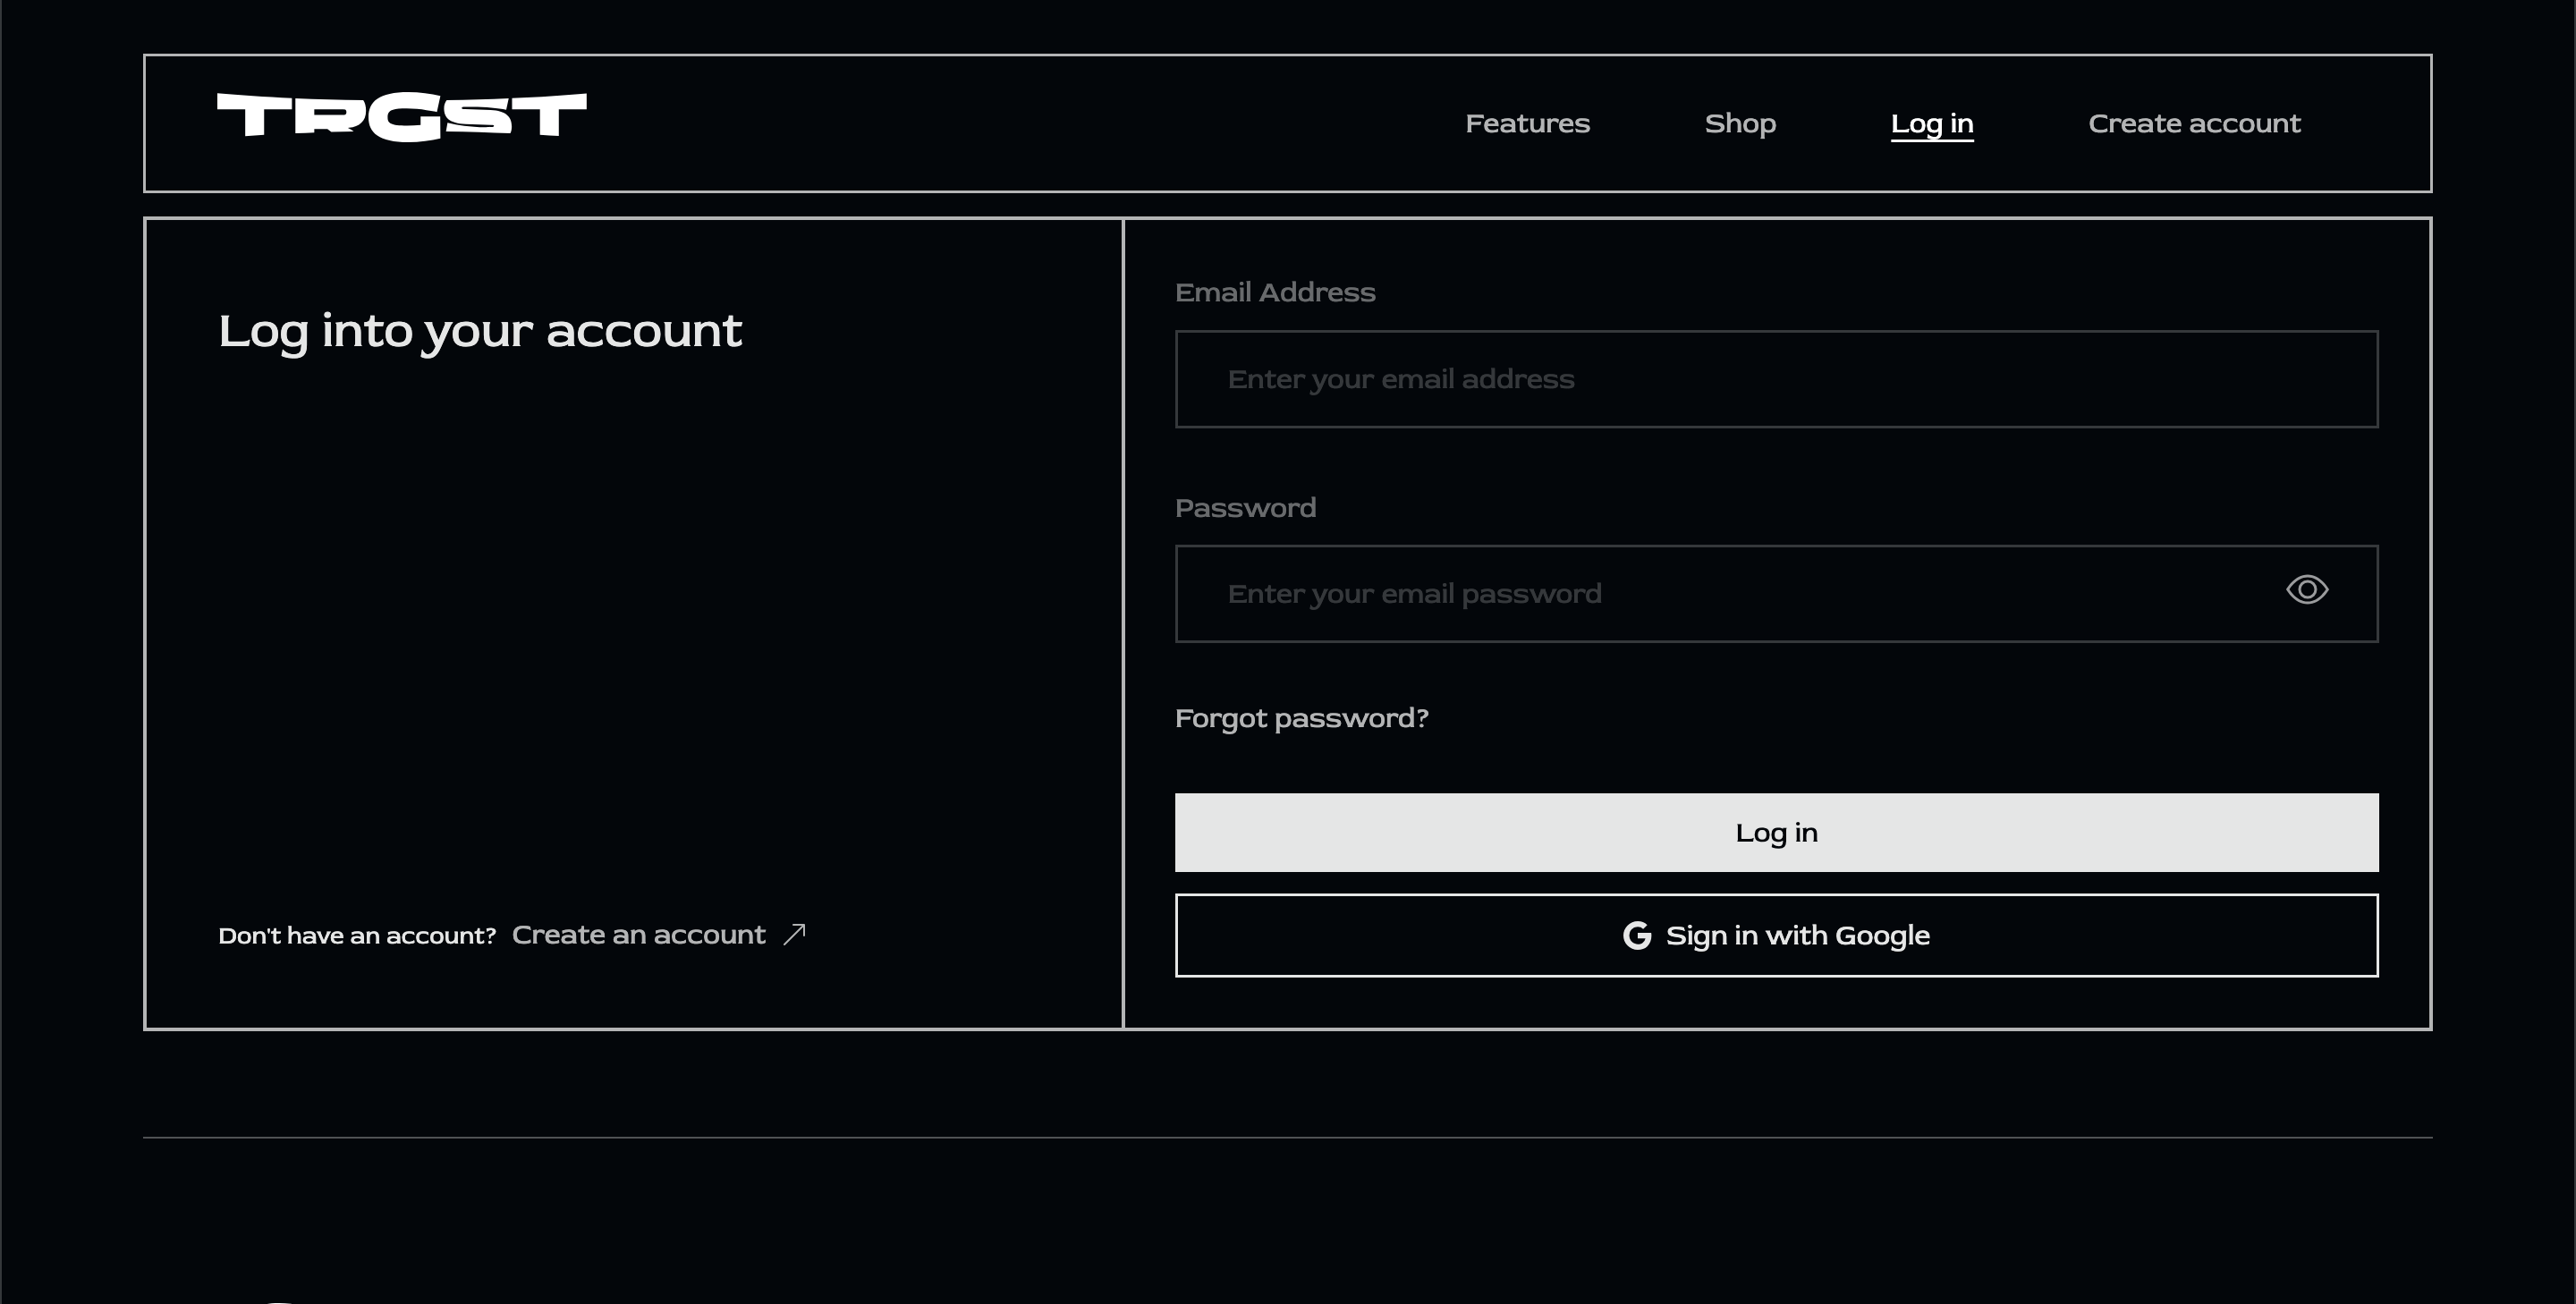 TRGST
Features Shop Log in Create account
Log into your account
Don't have an account? Create an account
Email Address
Enter your email address
Password
Enter your email password
Forgot password?
Log in
Sign in with Google